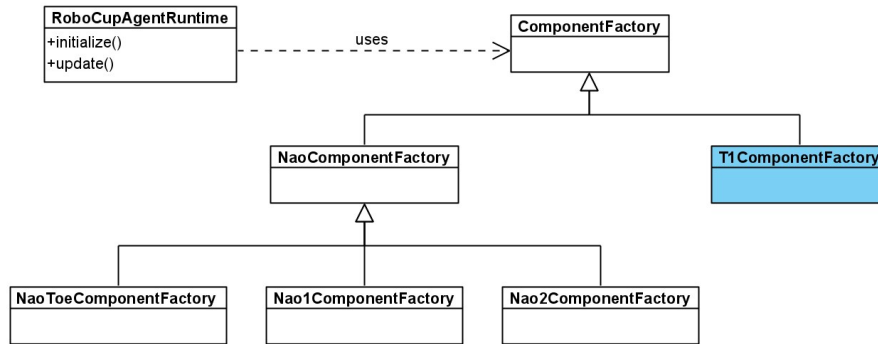 RoboCupAgentRuntime
+initialize()
+update()
uses
ComponentFactory
NaoComponentFactory
T1ComponentFactory
NaoToeComponentFactory
Nao1ComponentFactory
Nao2ComponentFactory